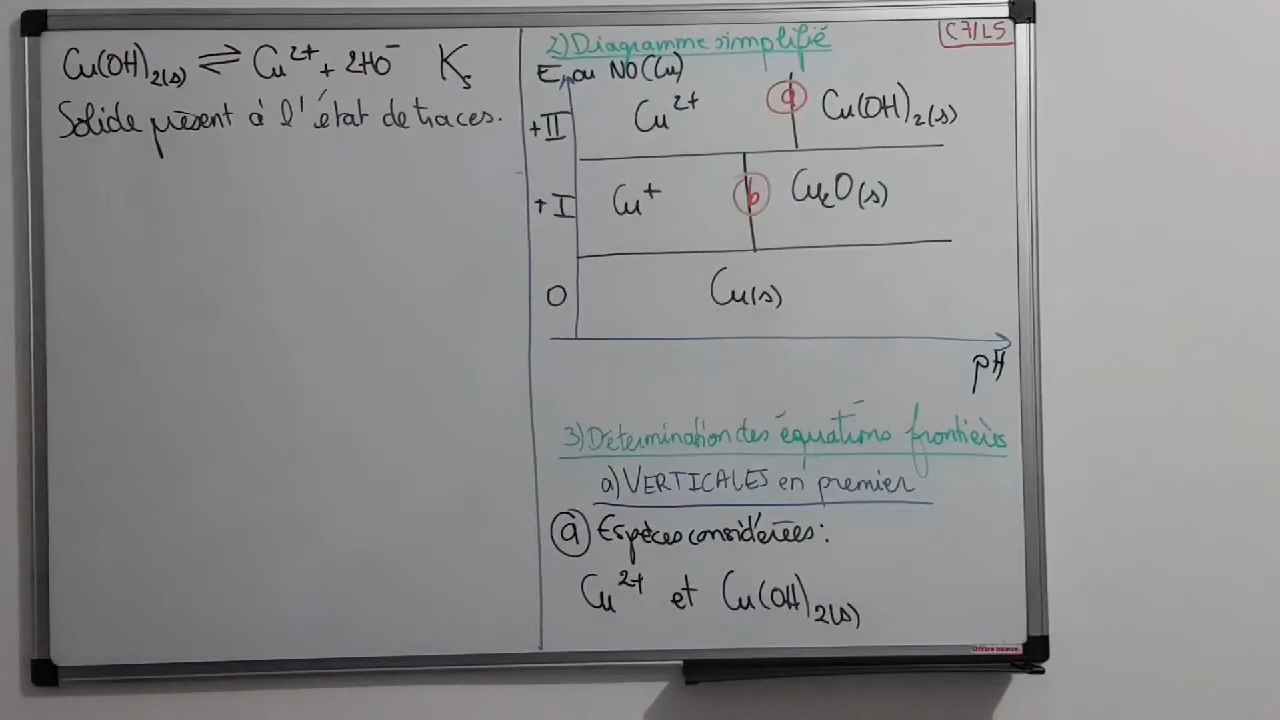 Cu(OH)₂(s) ⇌ Cu²⁺ + 2HO⁻ Ks
Solide présent à l'état de traces.
C7/L5
2) Diagramme simplifié
E, ou NO(Cu)
+II Cu²⁺ a Cu(OH)₂(s)
+I Cu⁺ b Cu₂O(s)
0 Cu(s)
pH
3) Détermination des équations frontières
a) VERTICALES en premier
a Espèces considérées:
Cu²⁺ et Cu(OH)₂(s)